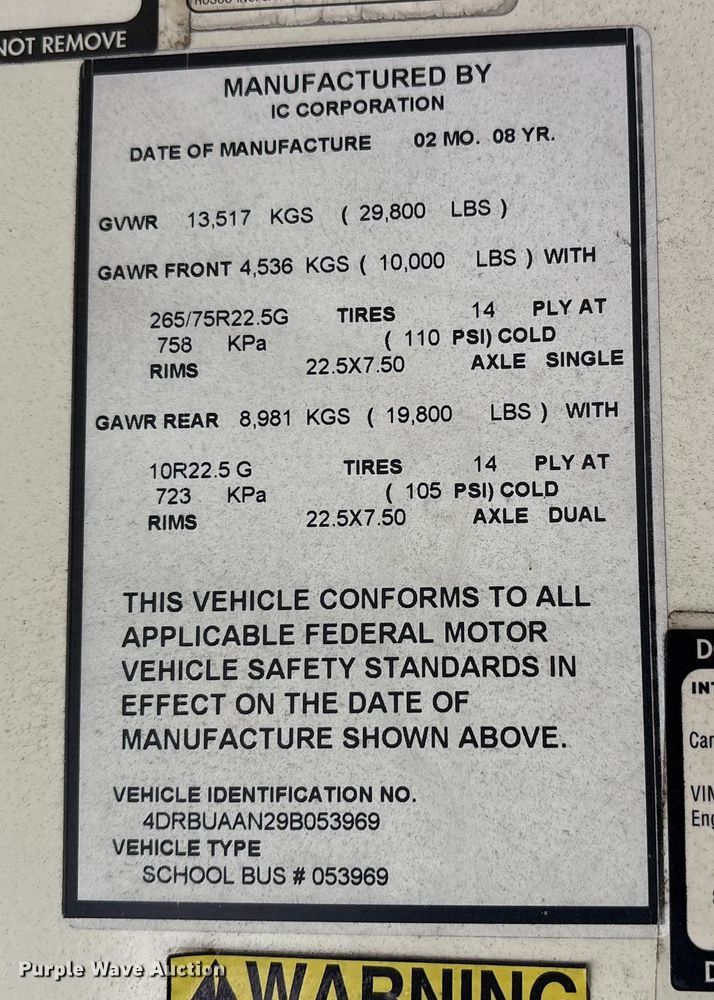 NOT REMOVE
MANUFACTURED BY
IC CORPORATION
DATE OF MANUFACTURE 02 MO. 08 YR.
GVWR 13,517 KGS ( 29,800 LBS )
GAWR FRONT 4,536 KGS ( 10,000 LBS ) WITH
265/75R22.5G TIRES 14 PLY AT
758 KPa ( 110 PSI) COLD
RIMS 22.5X7.50 AXLE SINGLE
GAWR REAR 8,981 KGS ( 19,800 LBS ) WITH
10R22.5 G TIRES 14 PLY AT
723 KPa ( 105 PSI) COLD
RIMS 22.5X7.50 AXLE DUAL
THIS VEHICLE CONFORMS TO ALL
APPLICABLE FEDERAL MOTOR
VEHICLE SAFETY STANDARDS IN
EFFECT ON THE DATE OF
MANUFACTURE SHOWN ABOVE.
VEHICLE IDENTIFICATION NO.
4DRBUAAN29B053969
VEHICLE TYPE
SCHOOL BUS # 053969
VIN
Purple Wave Auction
WARNING